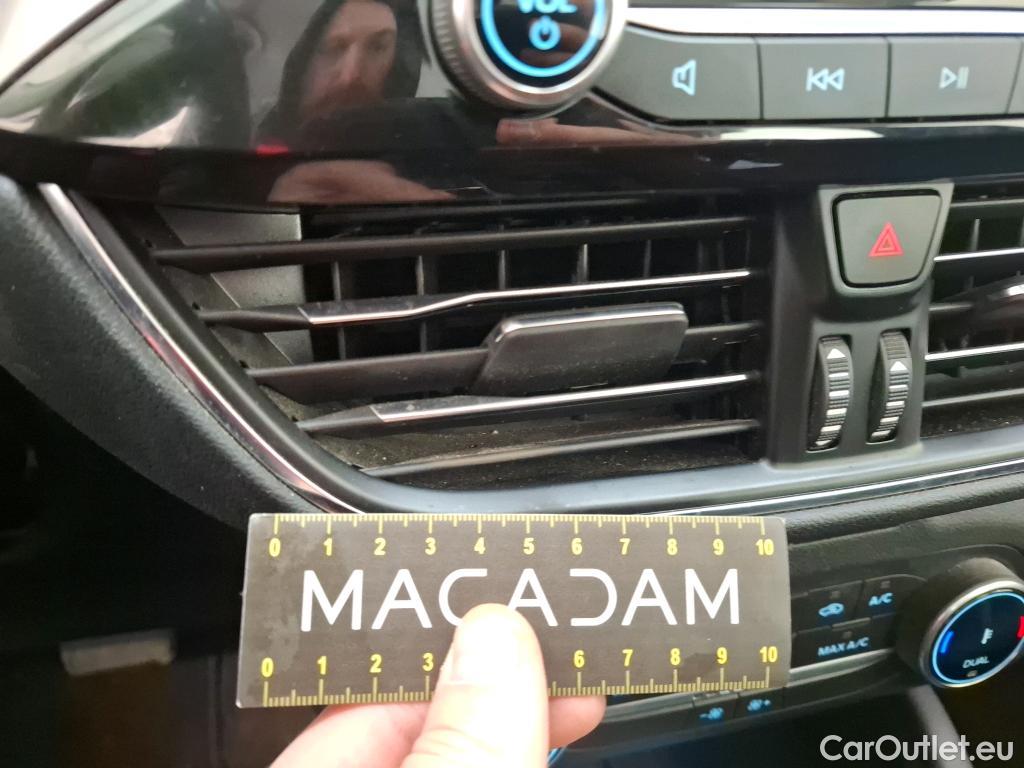 VOL
0 1 2 3 4 5 6 7 8 9 10
MACADAM
0 1 2 3 6 7 8 9 10
A/C
MAX A/C
DUAL
CarOutlet.eu